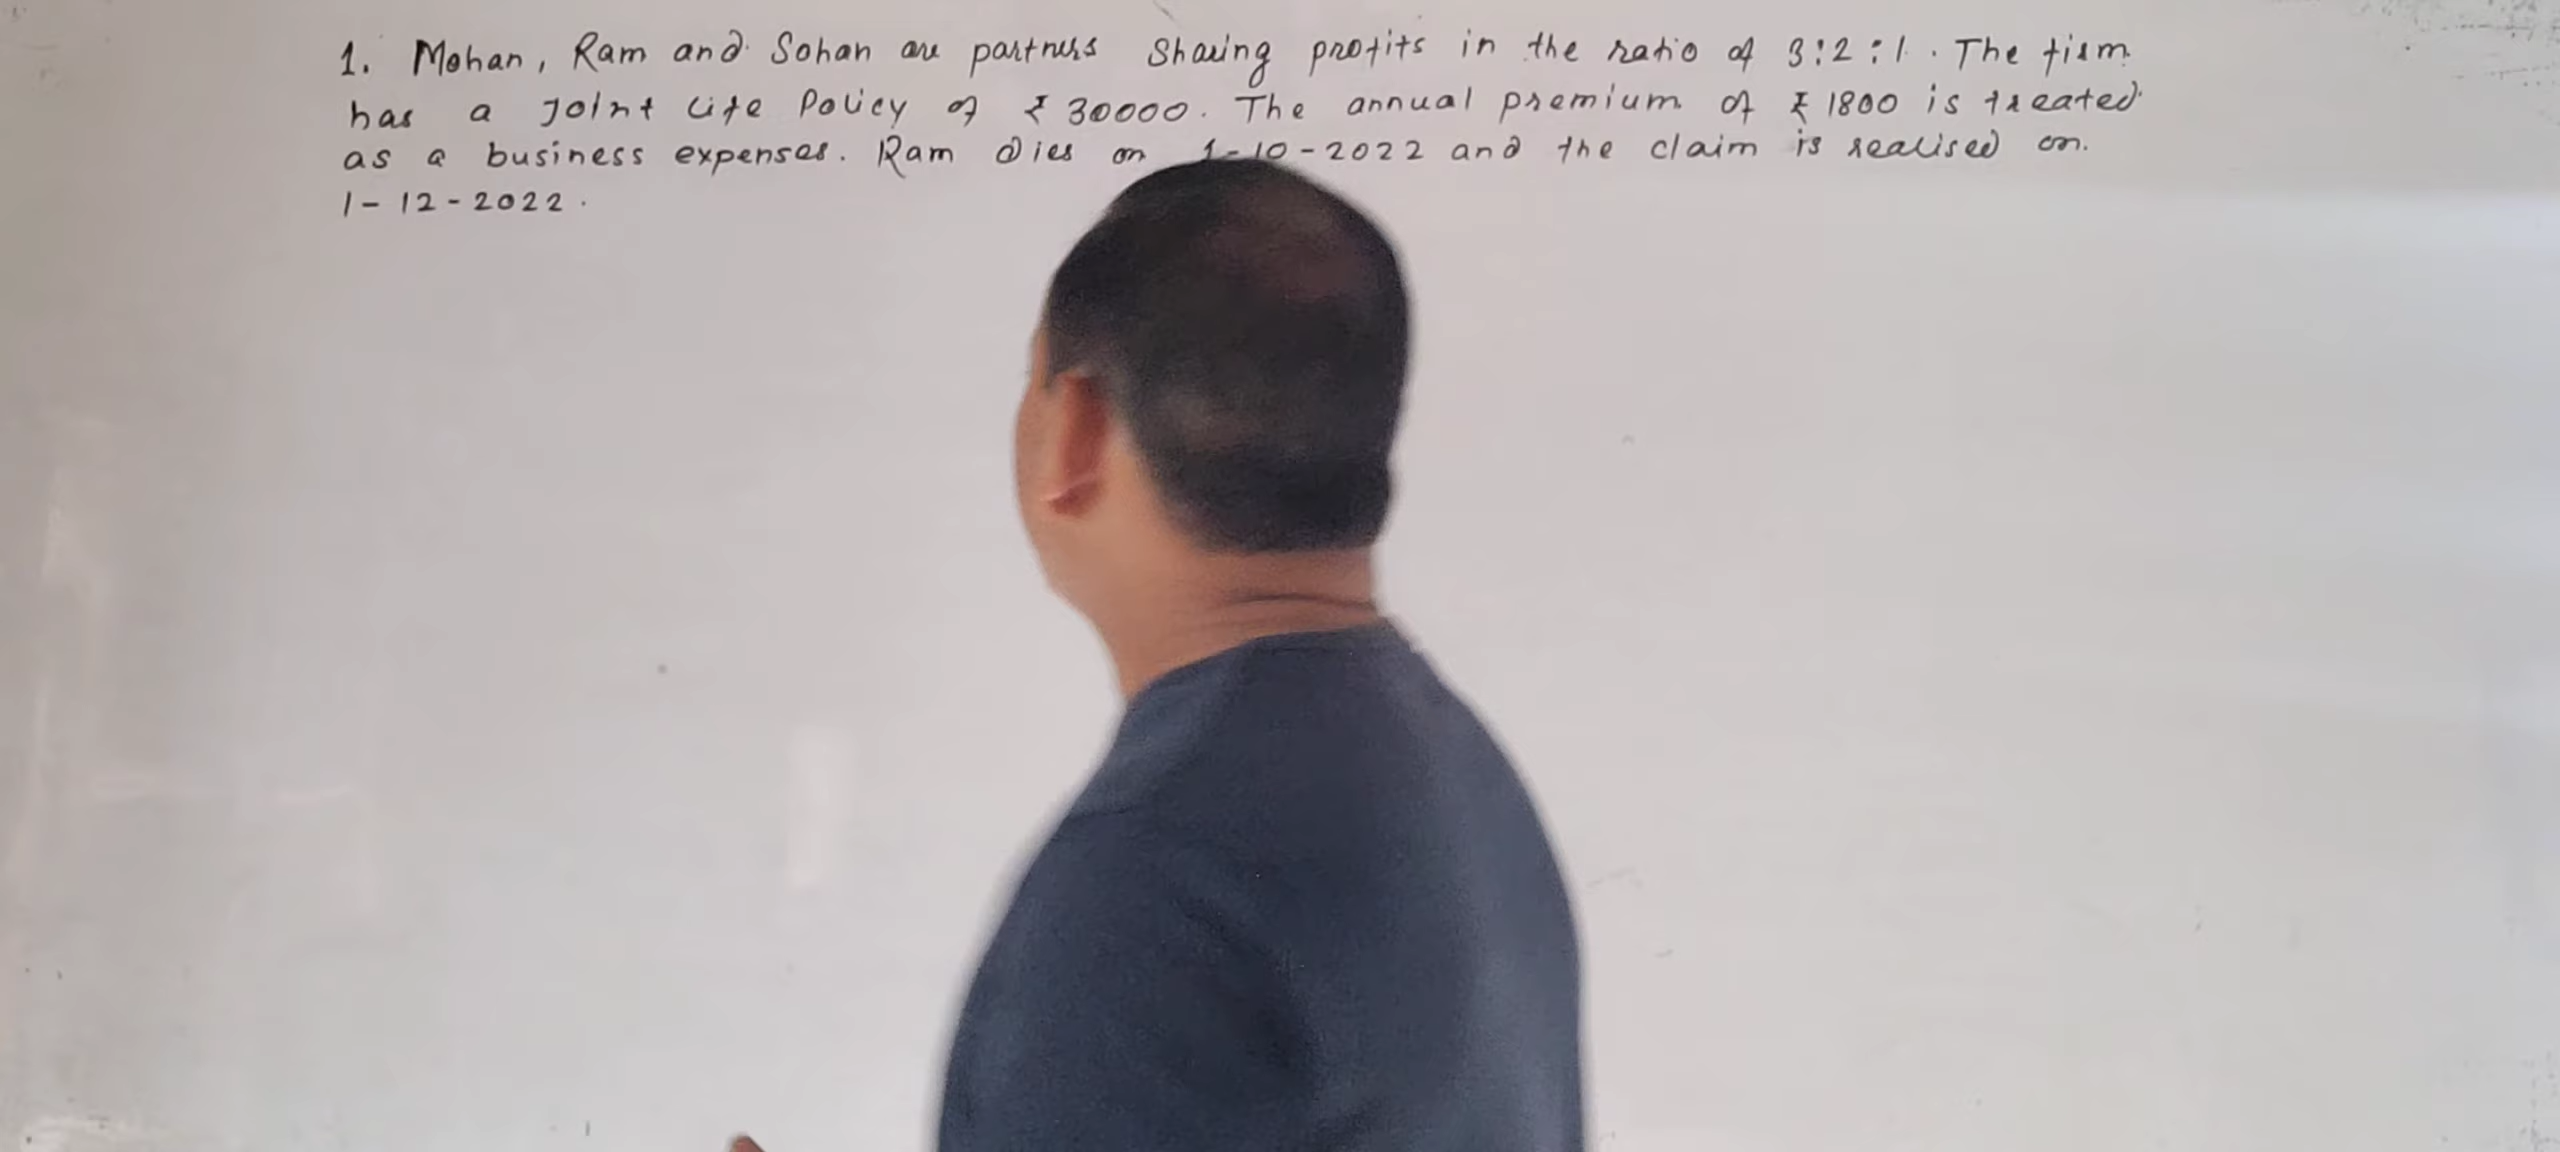 1. Mohan, Ram and Sohan are partners Sharing profits in the ratio of 3:2:1. The firm
has a Joint Life Policy of ₹ 30000. The annual premium of ₹ 1800 is treated
as a business expenses. Ram Dies on 1-10-2022 and the claim is realised on.
1-12-2022.